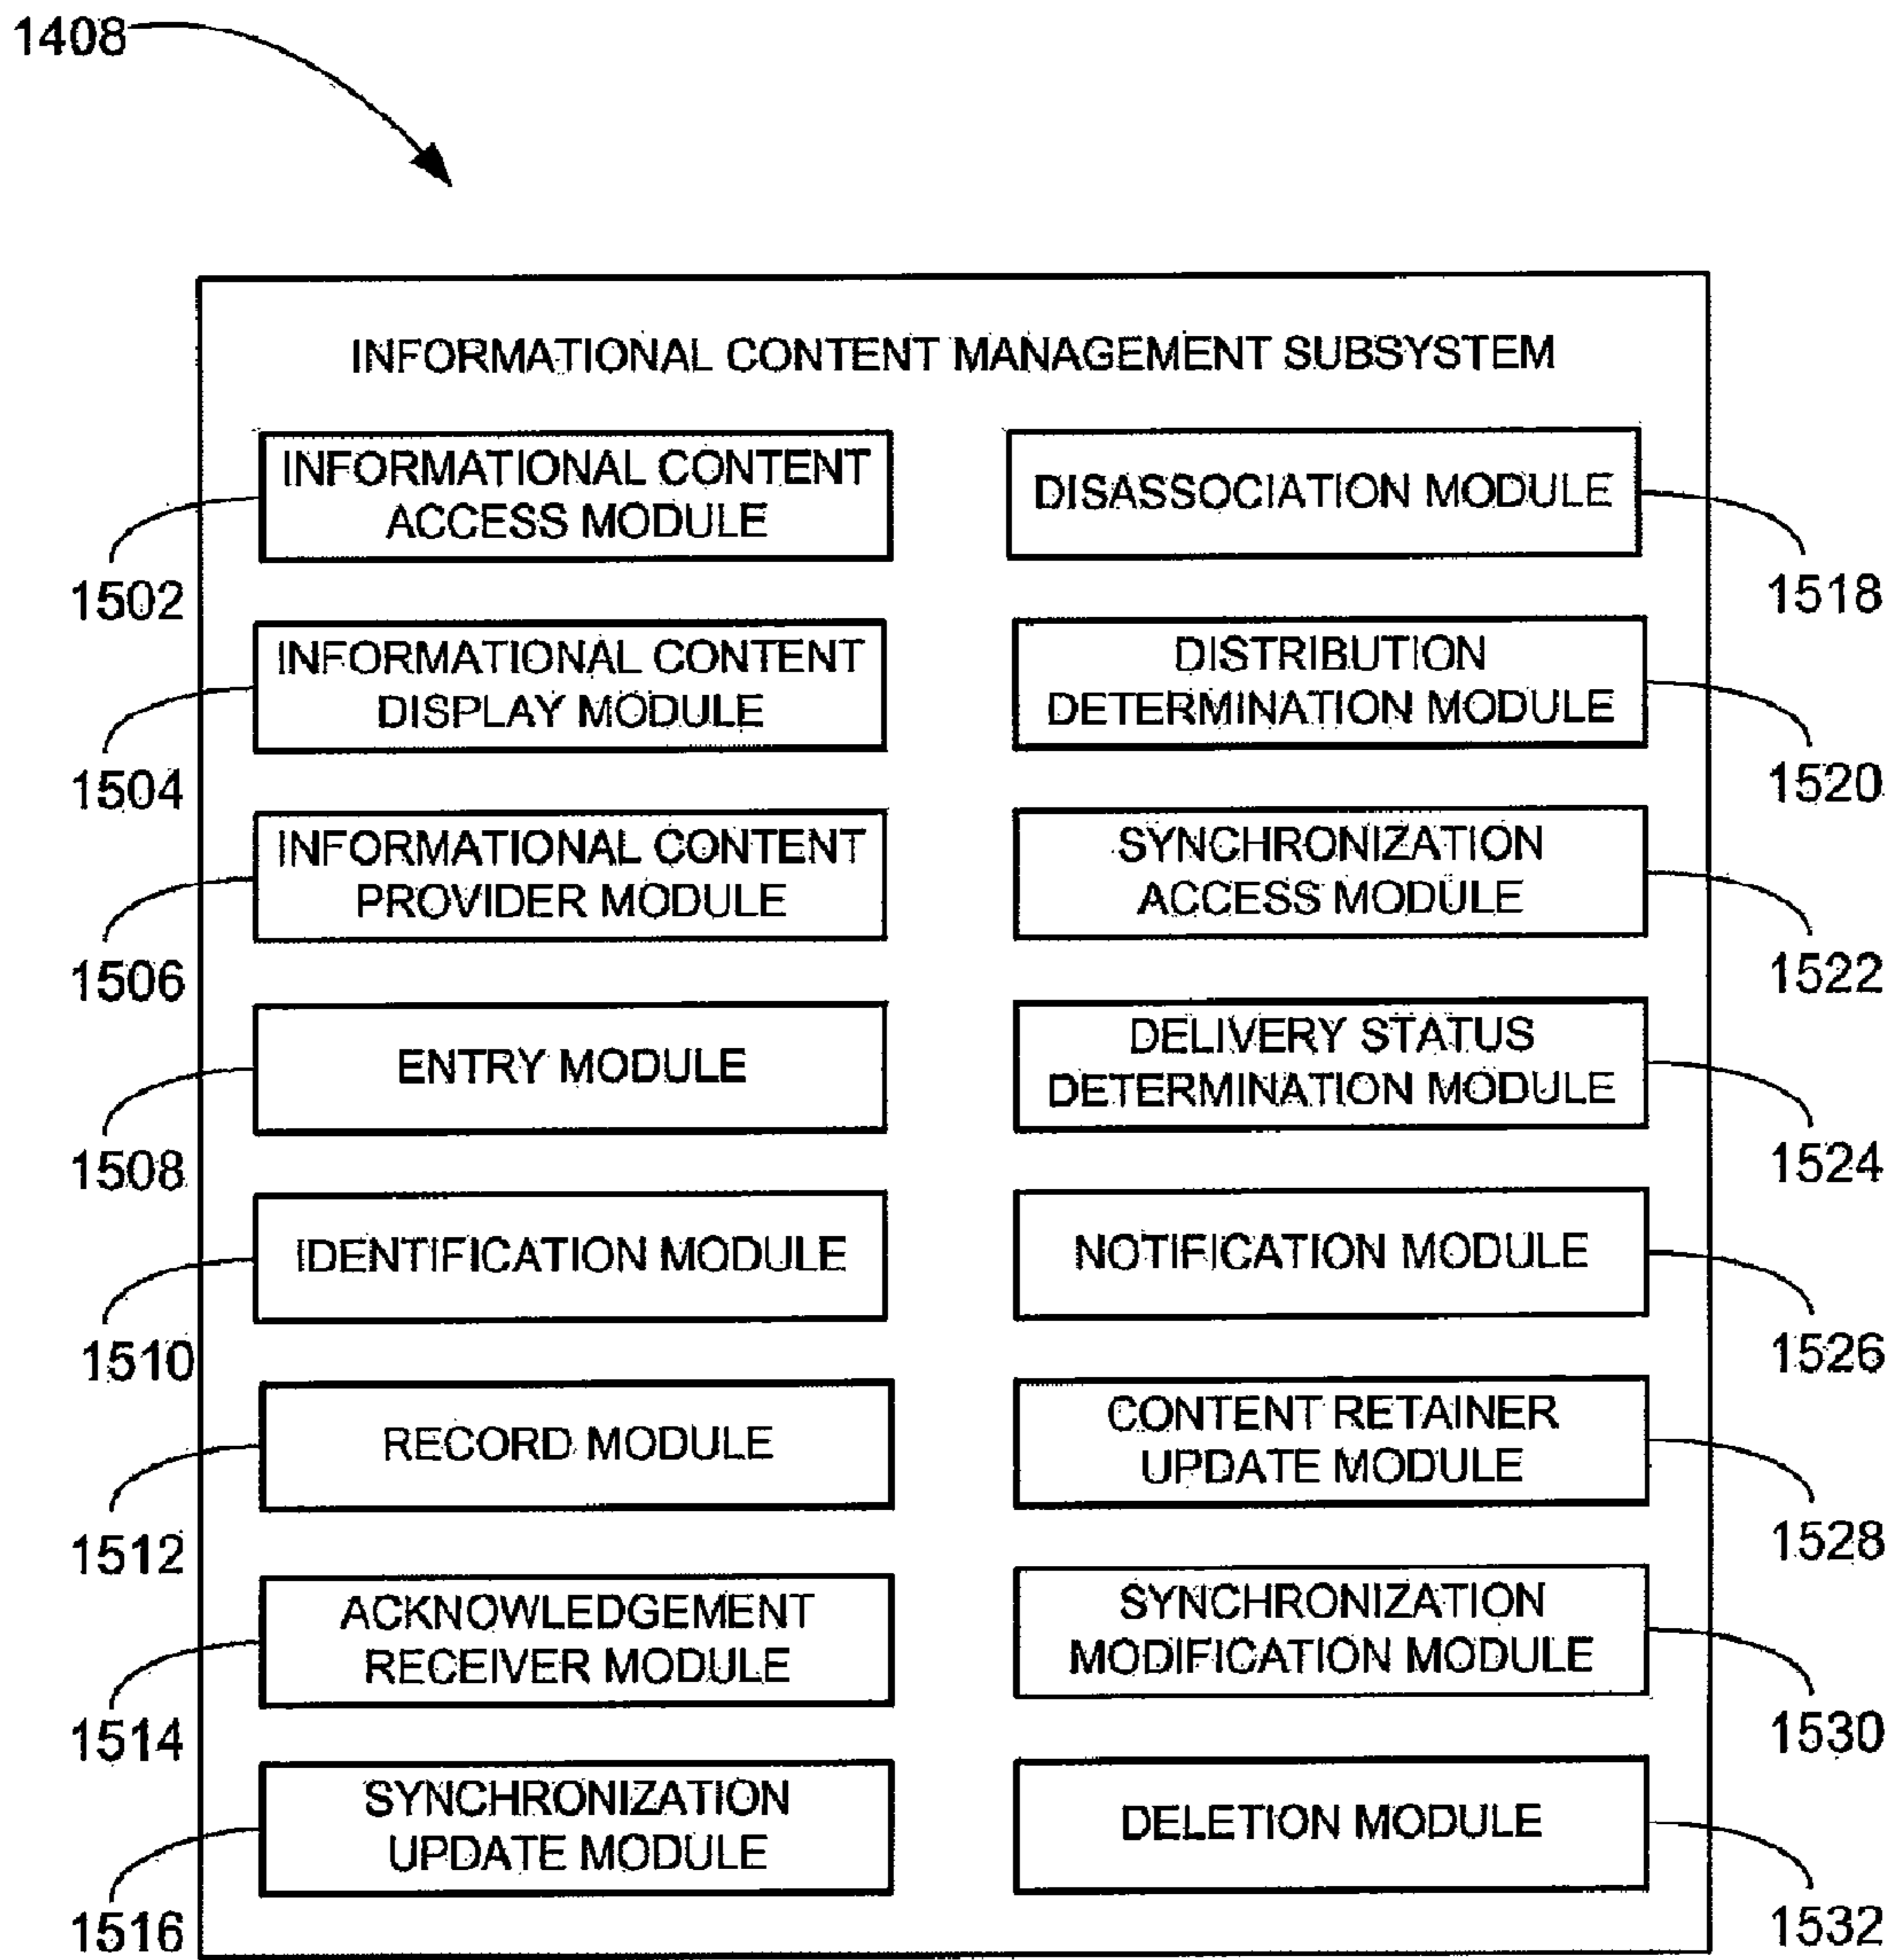 1408
INFORMATIONAL CONTENT MANAGEMENT SUBSYSTEM
INFORMATIONAL CONTENT
ACCESS MODULE
1502
INFORMATIONAL CONTENT
DISPLAY MODULE
1504
INFORMATIONAL CONTENT
PROVIDER MODULE
1506
ENTRY MODULE
1508
IDENTIFICATION MODULE
1510
RECORD MODULE
1512
ACKNOWLEDGEMENT
RECEIVER MODULE
1514
SYNCHRONIZATION
UPDATE MODULE
1516
DISASSOCIATION MODULE
1518
DISTRIBUTION
DETERMINATION MODULE
1520
SYNCHRONIZATION
ACCESS MODULE
1522
DELIVERY STATUS
DETERMINATION MODULE
1524
NOTIFICATION MODULE
1526
CONTENT RETAINER
UPDATE MODULE
1528
SYNCHRONIZATION
MODIFICATION MODULE
1530
DELETION MODULE
1532